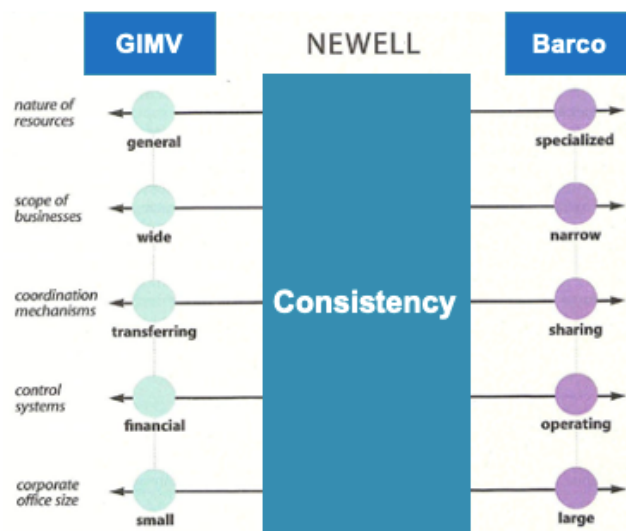 GIMV NEWELL Barco
nature of
resources
general specialized
scope of
businesses
wide narrow
coordination
mechanisms
Consistency
transferring sharing
control
systems
financial operating
corporate
office size
small large